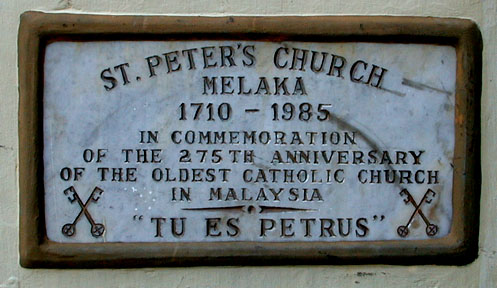 ST. PETER'S CHURCH
MELAKA
1710 - 1985
IN COMMEMORATION
OF THE 275TH ANNIVERSARY
OF THE OLDEST CATHOLIC CHURCH
IN MALAYSIA
"TU ES PETRUS"